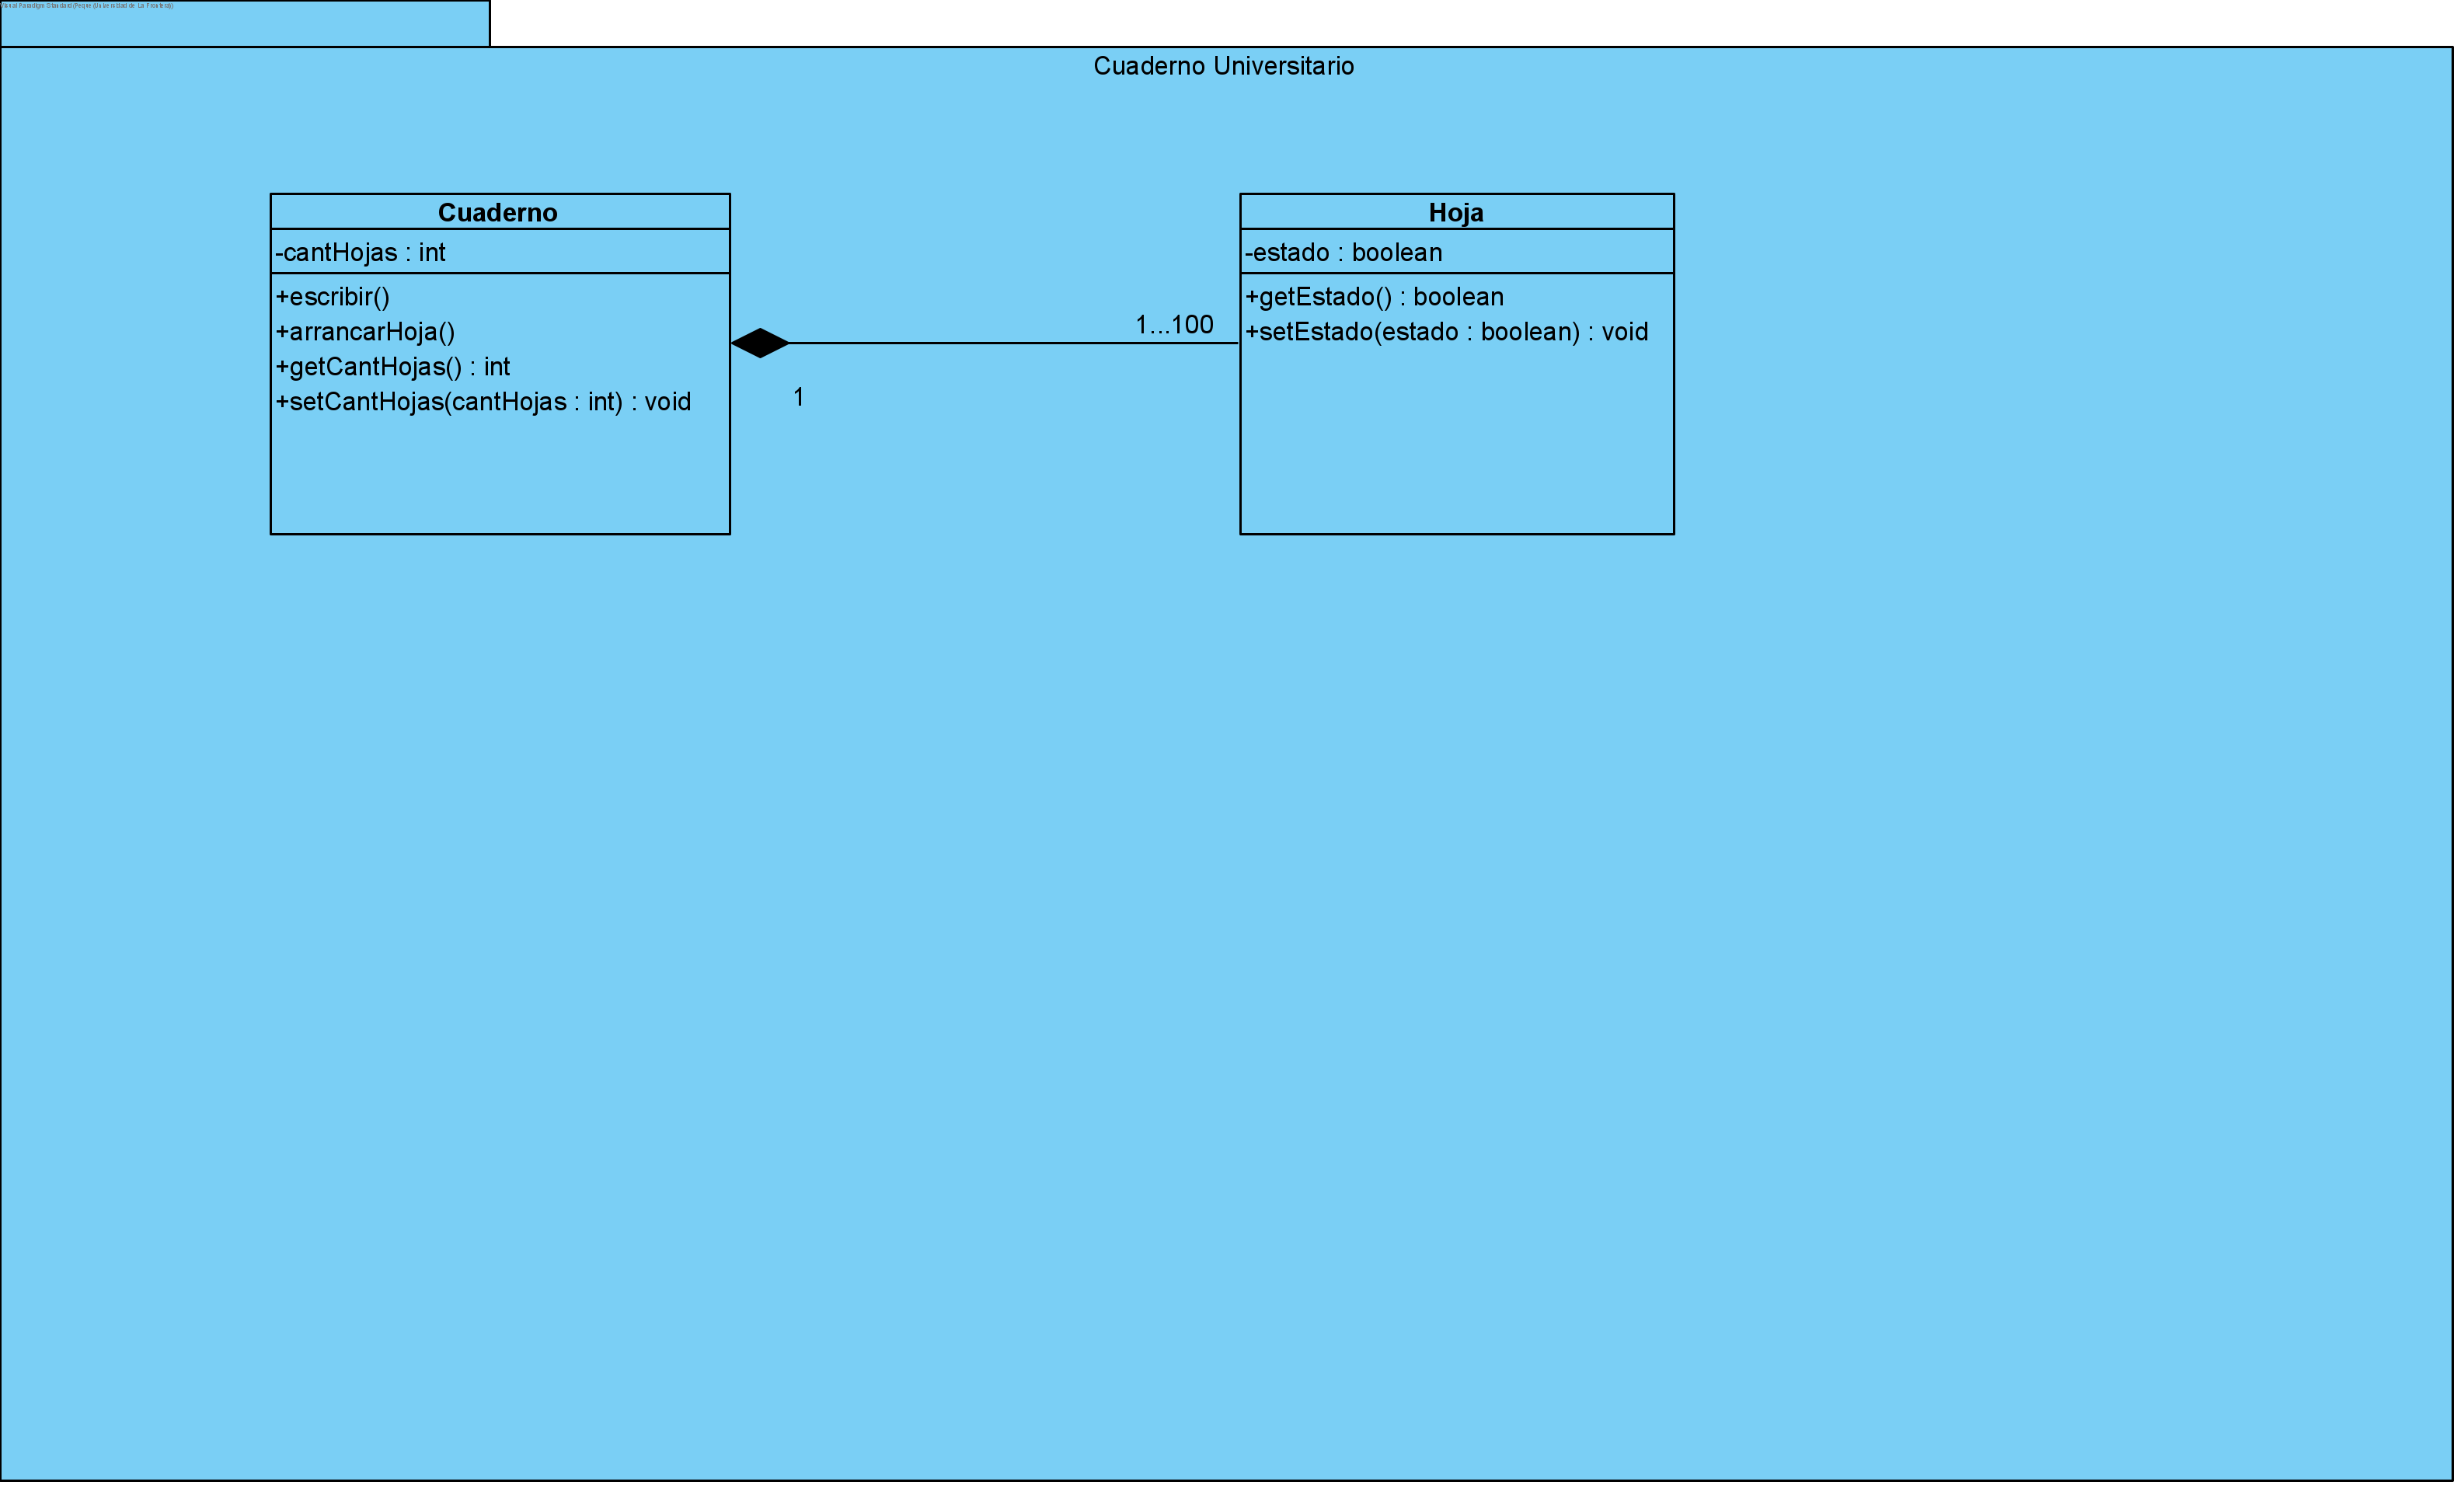 Visual Paradigm Standard(Peque(Universidad de La Frontera))
Cuaderno Universitario
Cuaderno
-cantHojas : int
+escribir()
+arrancarHoja()
+getCantHojas() : int
+setCantHojas(cantHojas : int) : void
1...100
1
Hoja
-estado : boolean
+getEstado() : boolean
+setEstado(estado : boolean) : void